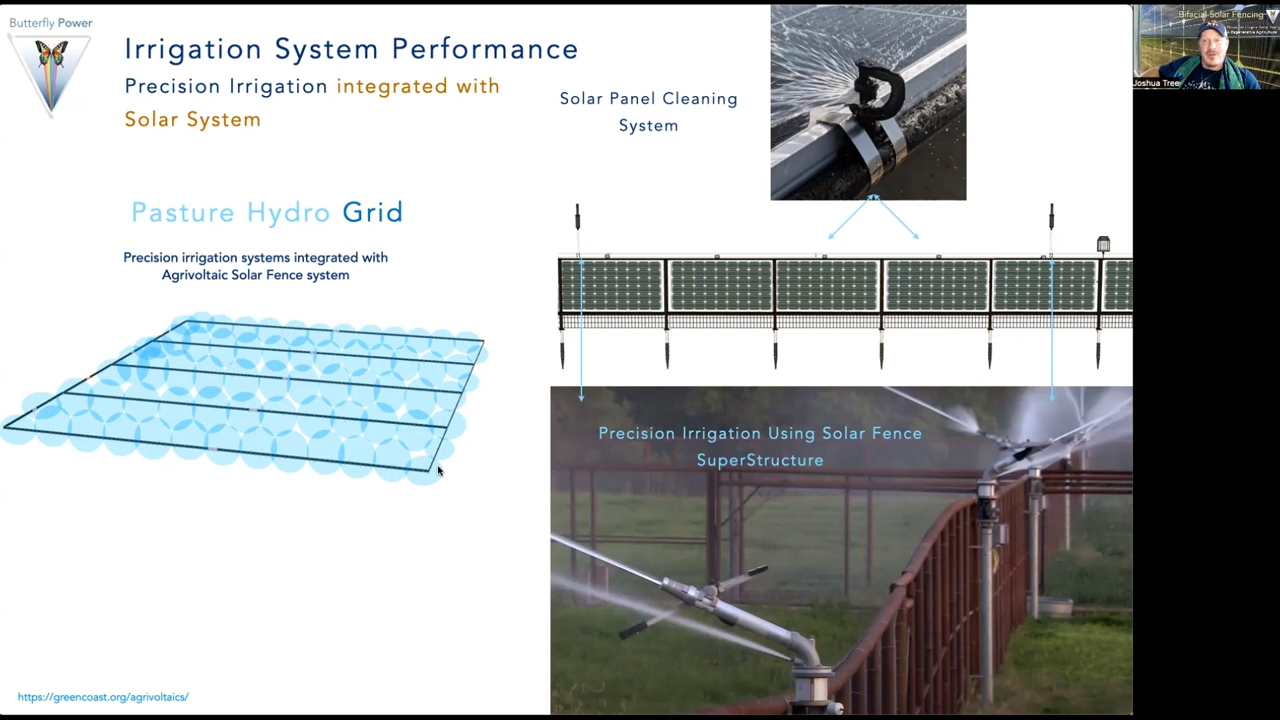 Butterfly Power
Irrigation System Performance
Precision Irrigation integrated with
Solar System
Pasture Hydro Grid
Precision irrigation systems integrated with
Agrivoltaic Solar Fence system
https://greencoast.org/agrivoltaics/
Solar Panel Cleaning
System
Precision Irrigation Using Solar Fence
SuperStructure
Bifacial Solar Fencing
Joshua Tree